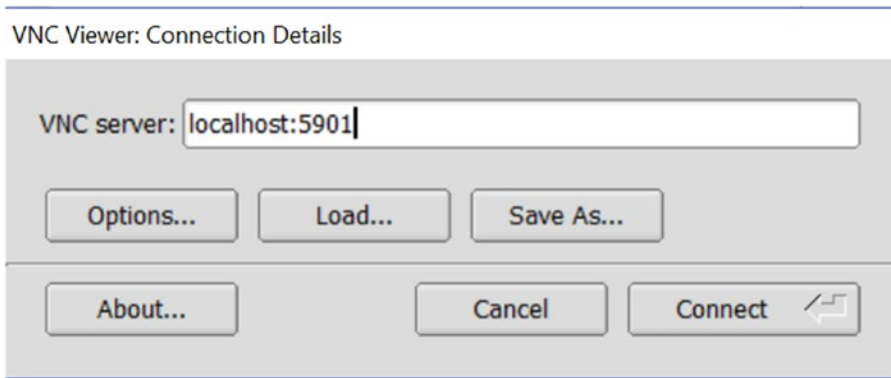 VNC Viewer: Connection Details
VNC server: localhost:5901
Options... Load... Save As...
About... Cancel Connect